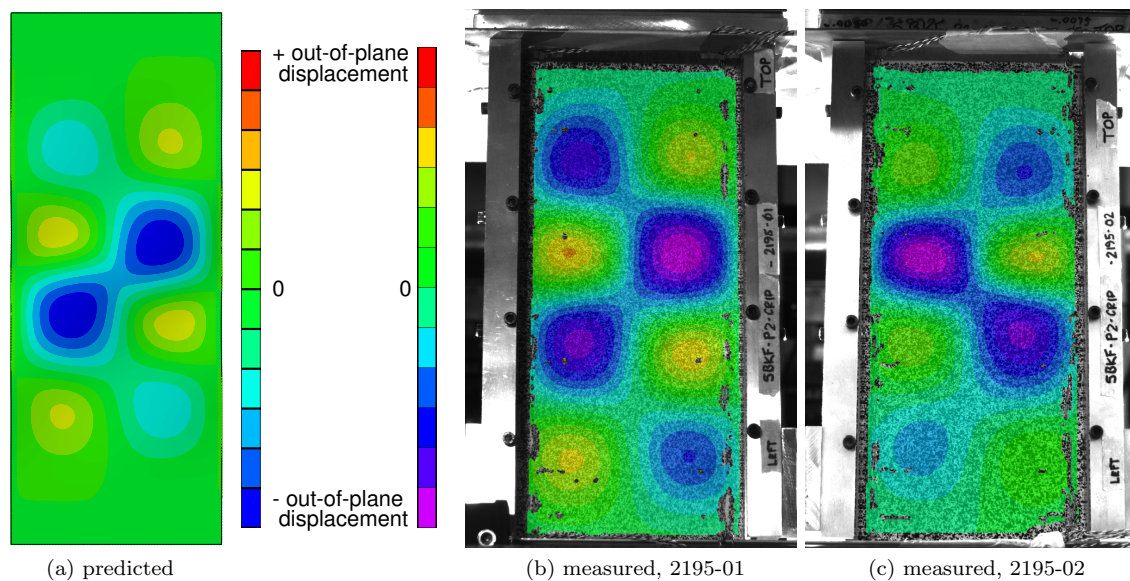 + out-of-plane
displacement
0
0
- out-of-plane
displacement
TOP
- 2195-01
SBKF-P2-CRIP
LEFT
TOP
-2195-02
SBKF-P2-CRIP
LEFT
(a) predicted
(b) measured, 2195-01
(c) measured, 2195-02